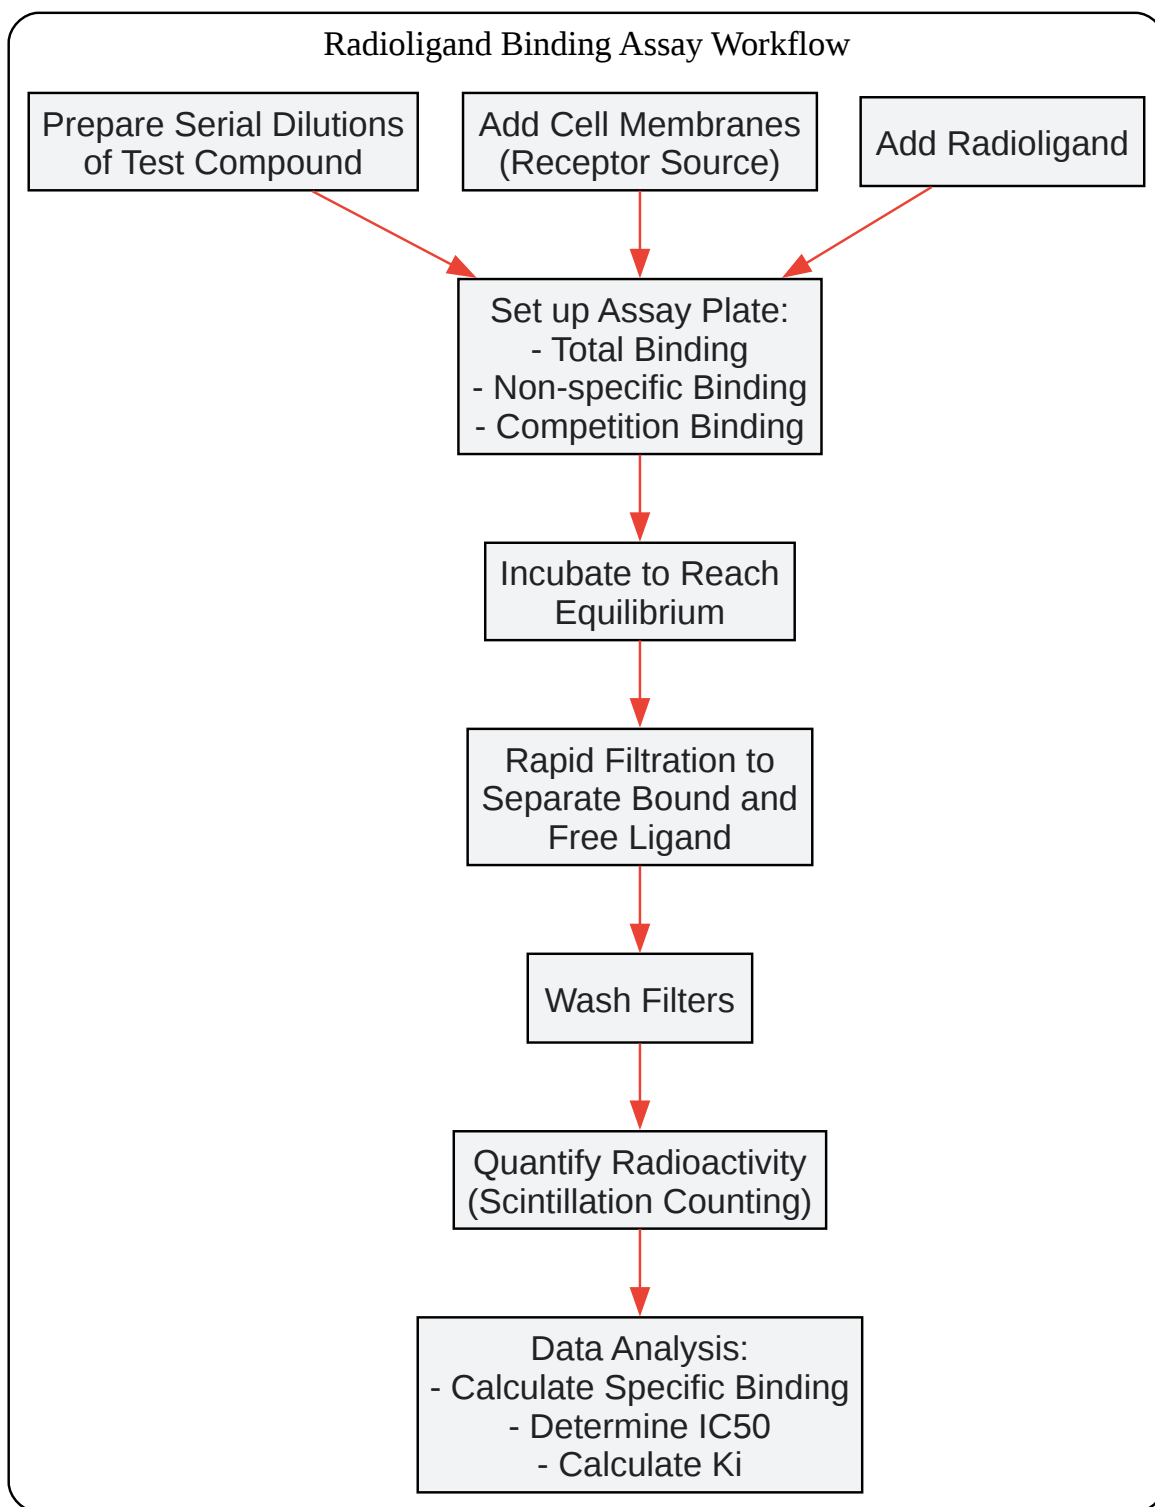 Radioligand Binding Assay Workflow
Prepare Serial Dilutions
of Test Compound
Add Cell Membranes
(Receptor Source)
Add Radioligand
Set up Assay Plate:
- Total Binding
- Non-specific Binding
- Competition Binding
Incubate to Reach
Equilibrium
Rapid Filtration to
Separate Bound and
Free Ligand
Wash Filters
Quantify Radioactivity
(Scintillation Counting)
Data Analysis:
- Calculate Specific Binding
- Determine IC50
- Calculate Ki